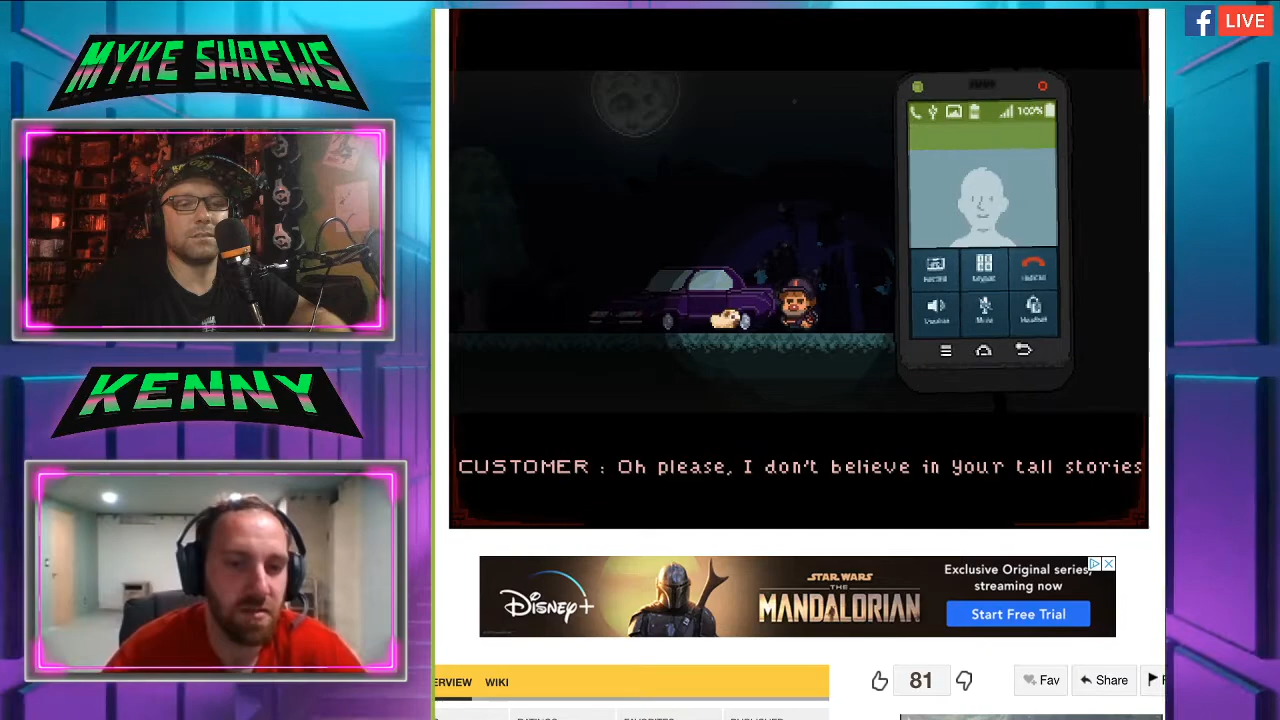 MYKE SHREWS
LIVE
100%
KENNY
CUSTOMER : Oh please, I don't believe in your tall stories
Disney+
STAR WARS
THE
MANDALORIAN
Exclusive Original series,
streaming now
Start Free Trial
ERVIEW WIKI
81
Fav
Share